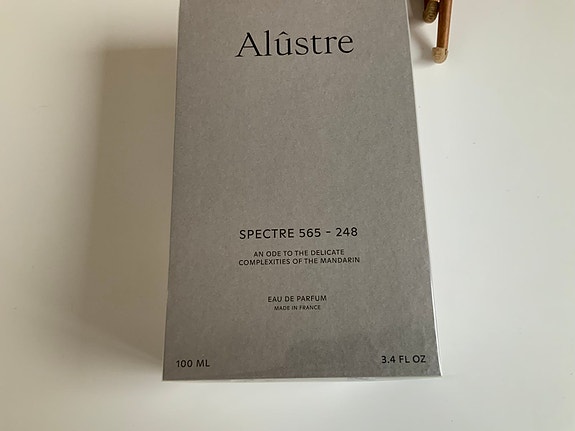 Alûstre
SPECTRE 565 - 248
AN ODE TO THE DELICATE
COMPLEXITIES OF THE MANDARIN
EAU DE PARFUM
MADE IN FRANCE
100 ML
3.4 FL OZ